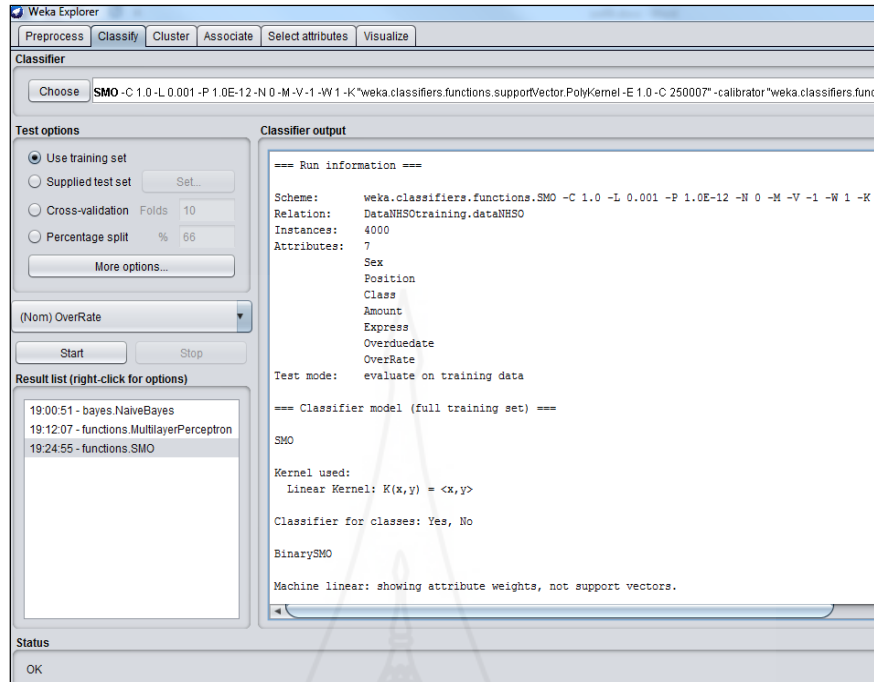 Weka Explorer
Preprocess Classify Cluster Associate Select attributes Visualize
Classifier
Choose SMO -C 1.0 -L 0.001 -P 1.0E-12 -N 0 -M -V -1 -W 1 -K "weka.classifiers.functions.supportVector.PolyKernel -E 1.0 -C 250007" -calibrator "weka.classifiers.func
Test options
Use training set
Supplied test set Set...
Cross-validation Folds 10
Percentage split % 66
More options...
(Nom) OverRate
Start Stop
Result list (right-click for options)
19:00:51 - bayes.NaiveBayes
19:12:07 - functions.MultilayerPerceptron
19:24:55 - functions.SMO
Classifier output
=== Run information ===
Scheme: weka.classifiers.functions.SMO -C 1.0 -L 0.001 -P 1.0E-12 -N 0 -M -V -1 -W 1 -K
Relation: DataNHSOtraining.dataNHSO
Instances: 4000
Attributes: 7
Sex
Position
Class
Amount
Express
Overduedate
OverRate
Test mode: evaluate on training data
=== Classifier model (full training set) ===
SMO
Kernel used:
Linear Kernel: K(x,y) = <x,y>
Classifier for classes: Yes, No
BinarySMO
Machine linear: showing attribute weights, not support vectors.
Status
OK